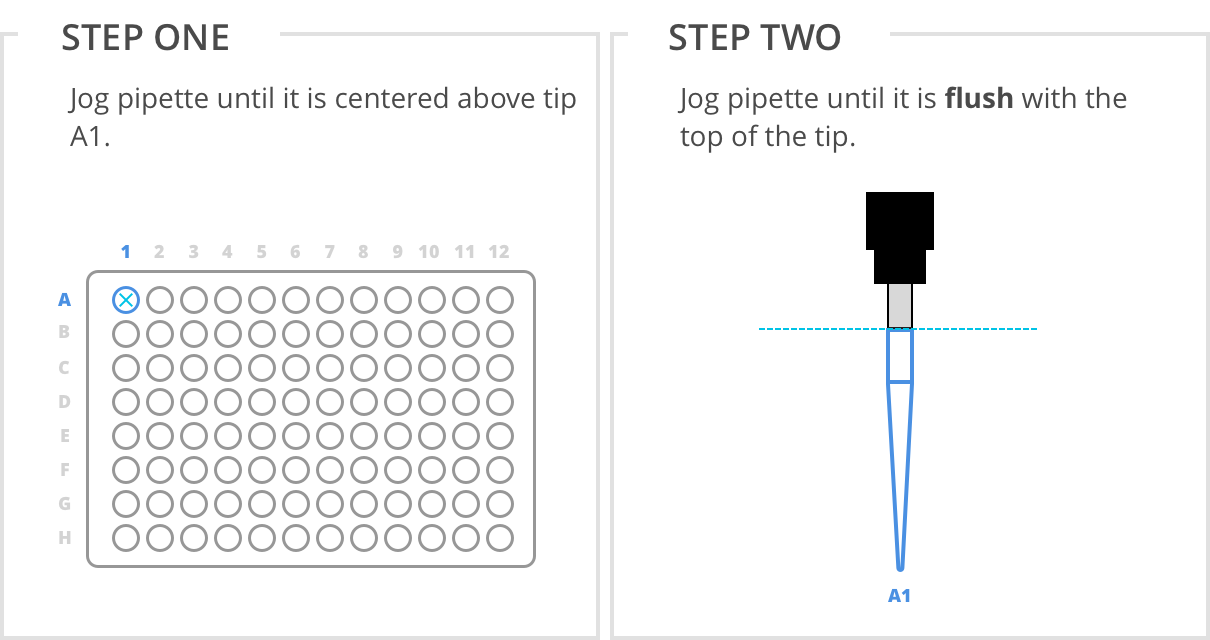 STEP ONE
Jog pipette until it is centered above tip
A1.
1 2 3 4 5 6 7 8 9 10 11 12
A
B
C
D
E
F
G
H
STEP TWO
Jog pipette until it is flush with the
top of the tip.
A1